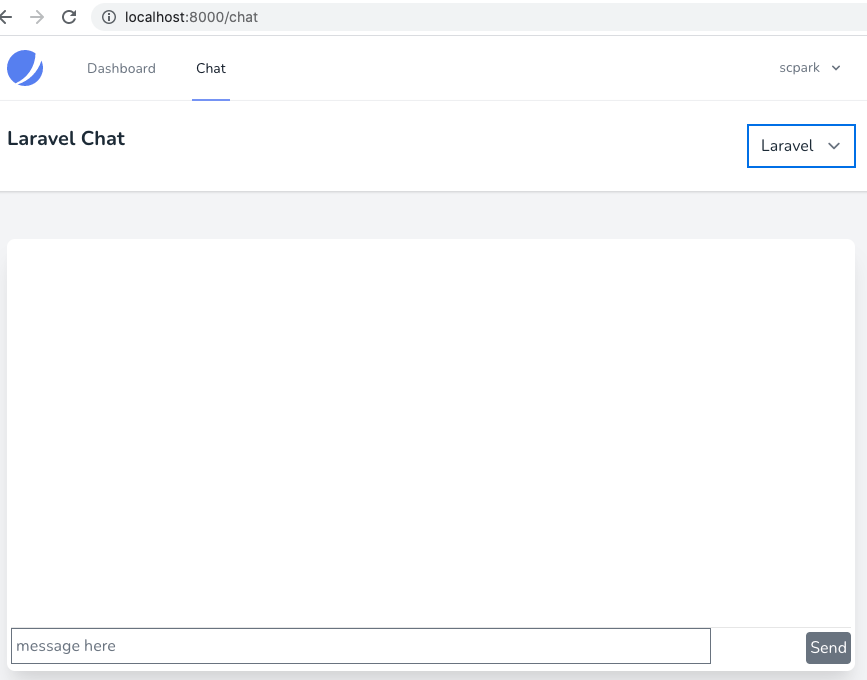 localhost:8000/chat
Dashboard Chat scpark
Laravel Chat
Laravel
message here
Send